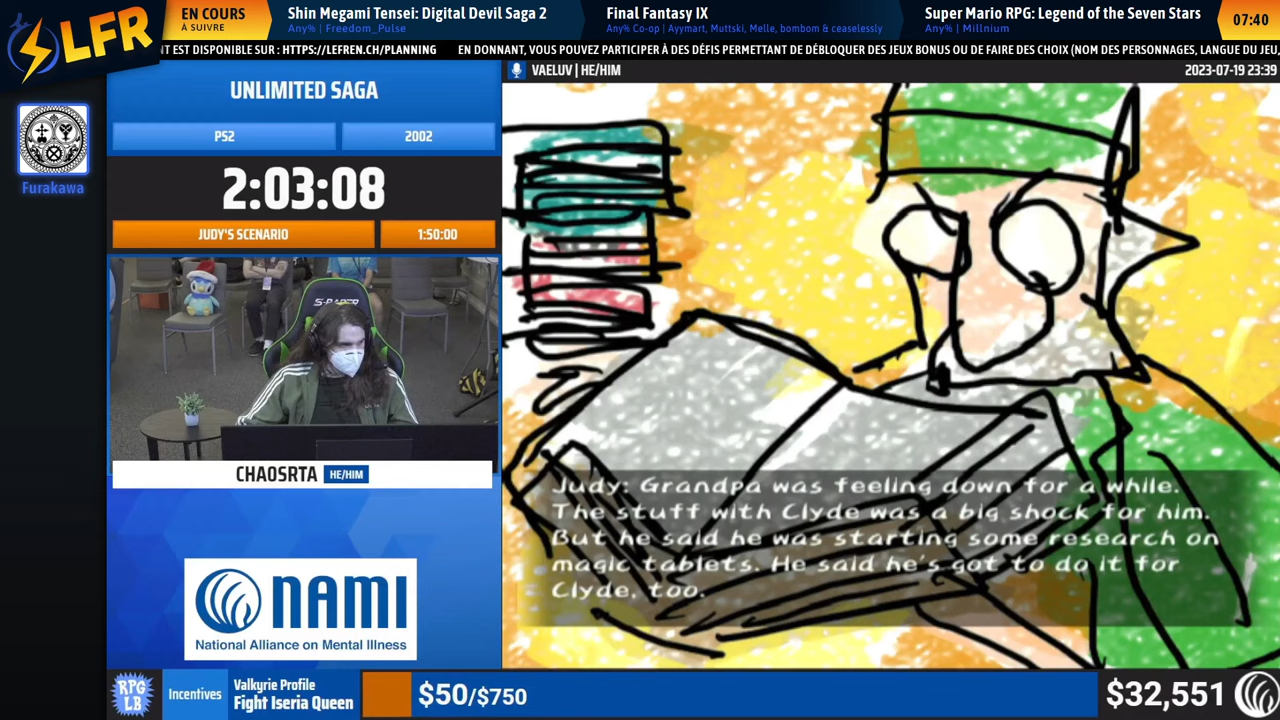 LFR
EN COURS
À SUIVRE
Shin Megami Tensei: Digital Devil Saga 2
Any% | Freedom_Pulse
Final Fantasy IX
Any% Co-op | Ayymart, Muttski, Melle, bombom & ceaselessly
Super Mario RPG: Legend of the Seven Stars
Any% | Millnium
07:40
NT EST DISPONIBLE SUR : HTTPS://LEFREN.CH/PLANNING
EN DONNANT, VOUS POUVEZ PARTICIPER À DES DÉFIS PERMETTANT DE DÉBLOQUER DES JEUX BONUS OU DE FAIRE DES CHOIX (NOM DES PERSONNAGES, LANGUE DU JEU,
Furakawa
UNLIMITED SAGA
PS2
2002
2:03:08
JUDY'S SCENARIO
1:50:00
VAELUV | HE/HIM
2023-07-19 23:39
CHAOSRTA
HE/HIM
NAMI
National Alliance on Mental Illness
Judy: Grandpa was feeling down for a while.
The stuff with Clyde was a big shock for him.
But he said he was starting some research on
magic tablets. He said he's got to do it for
Clyde, too.
RPG
LB
Incentives
Valkyrie Profile
Fight Iseria Queen
$50/$750
$32,551